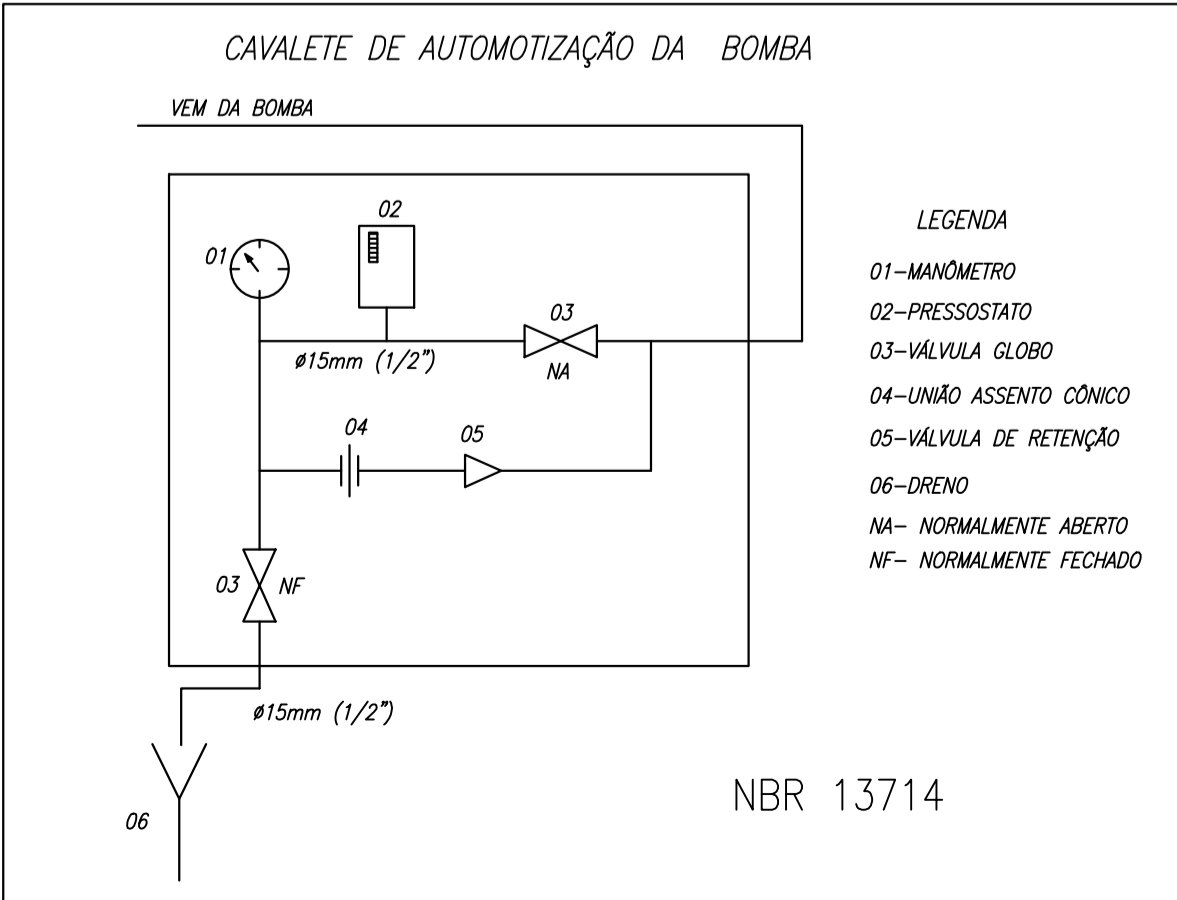 CAVALETE DE AUTOMOTIZAÇÃO DA BOMBA
VEM DA BOMBA
02
01
03
ø15mm (1/2")
NA
04
05
03
NF
ø15mm (1/2")
06
LEGENDA
01-MANÔMETRO
02-PRESSOSTATO
03-VÁLVULA GLOBO
04-UNIÃO ASSENTO CÔNICO
05-VÁLVULA DE RETENÇÃO
06-DRENO
NA- NORMALMENTE ABERTO
NF- NORMALMENTE FECHADO
NBR 13714